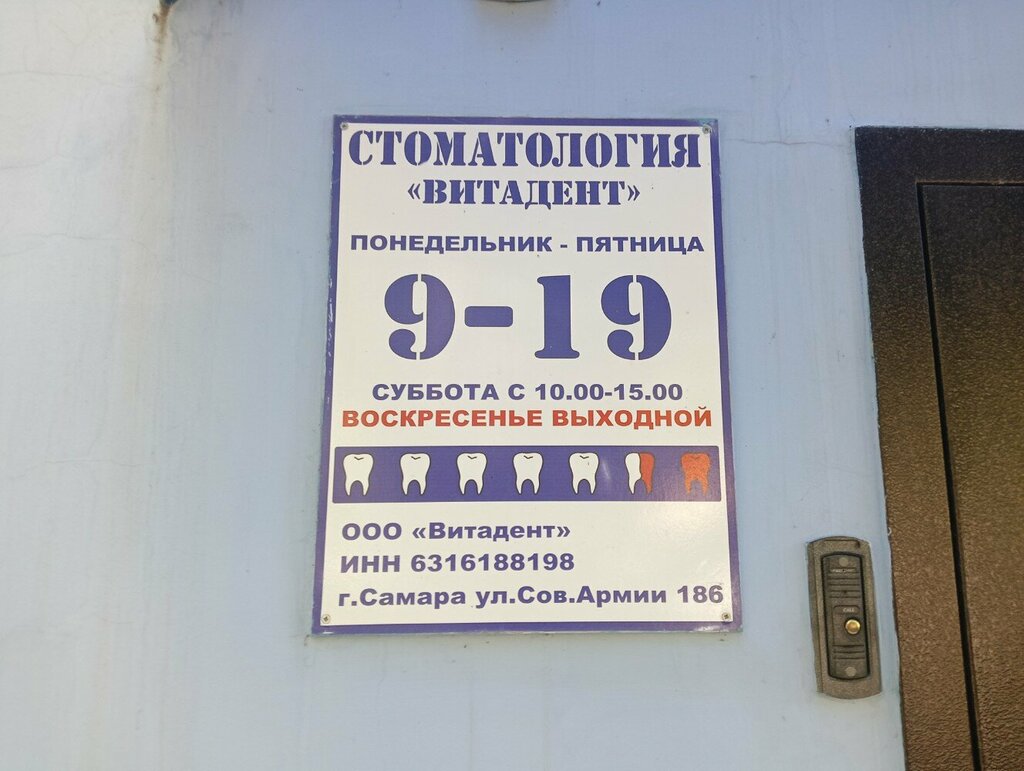 СТОМАТОЛОГИЯ
«ВИТАДЕНТ»
ПОНЕДЕЛЬНИК - ПЯТНИЦА
9-19
СУББОТА С 10.00-15.00
ВОСКРЕСЕНЬЕ ВЫХОДНОЙ
ООО «Витадент»
ИНН 6316188198
г.Самара ул.Сов.Армии 186
CALL